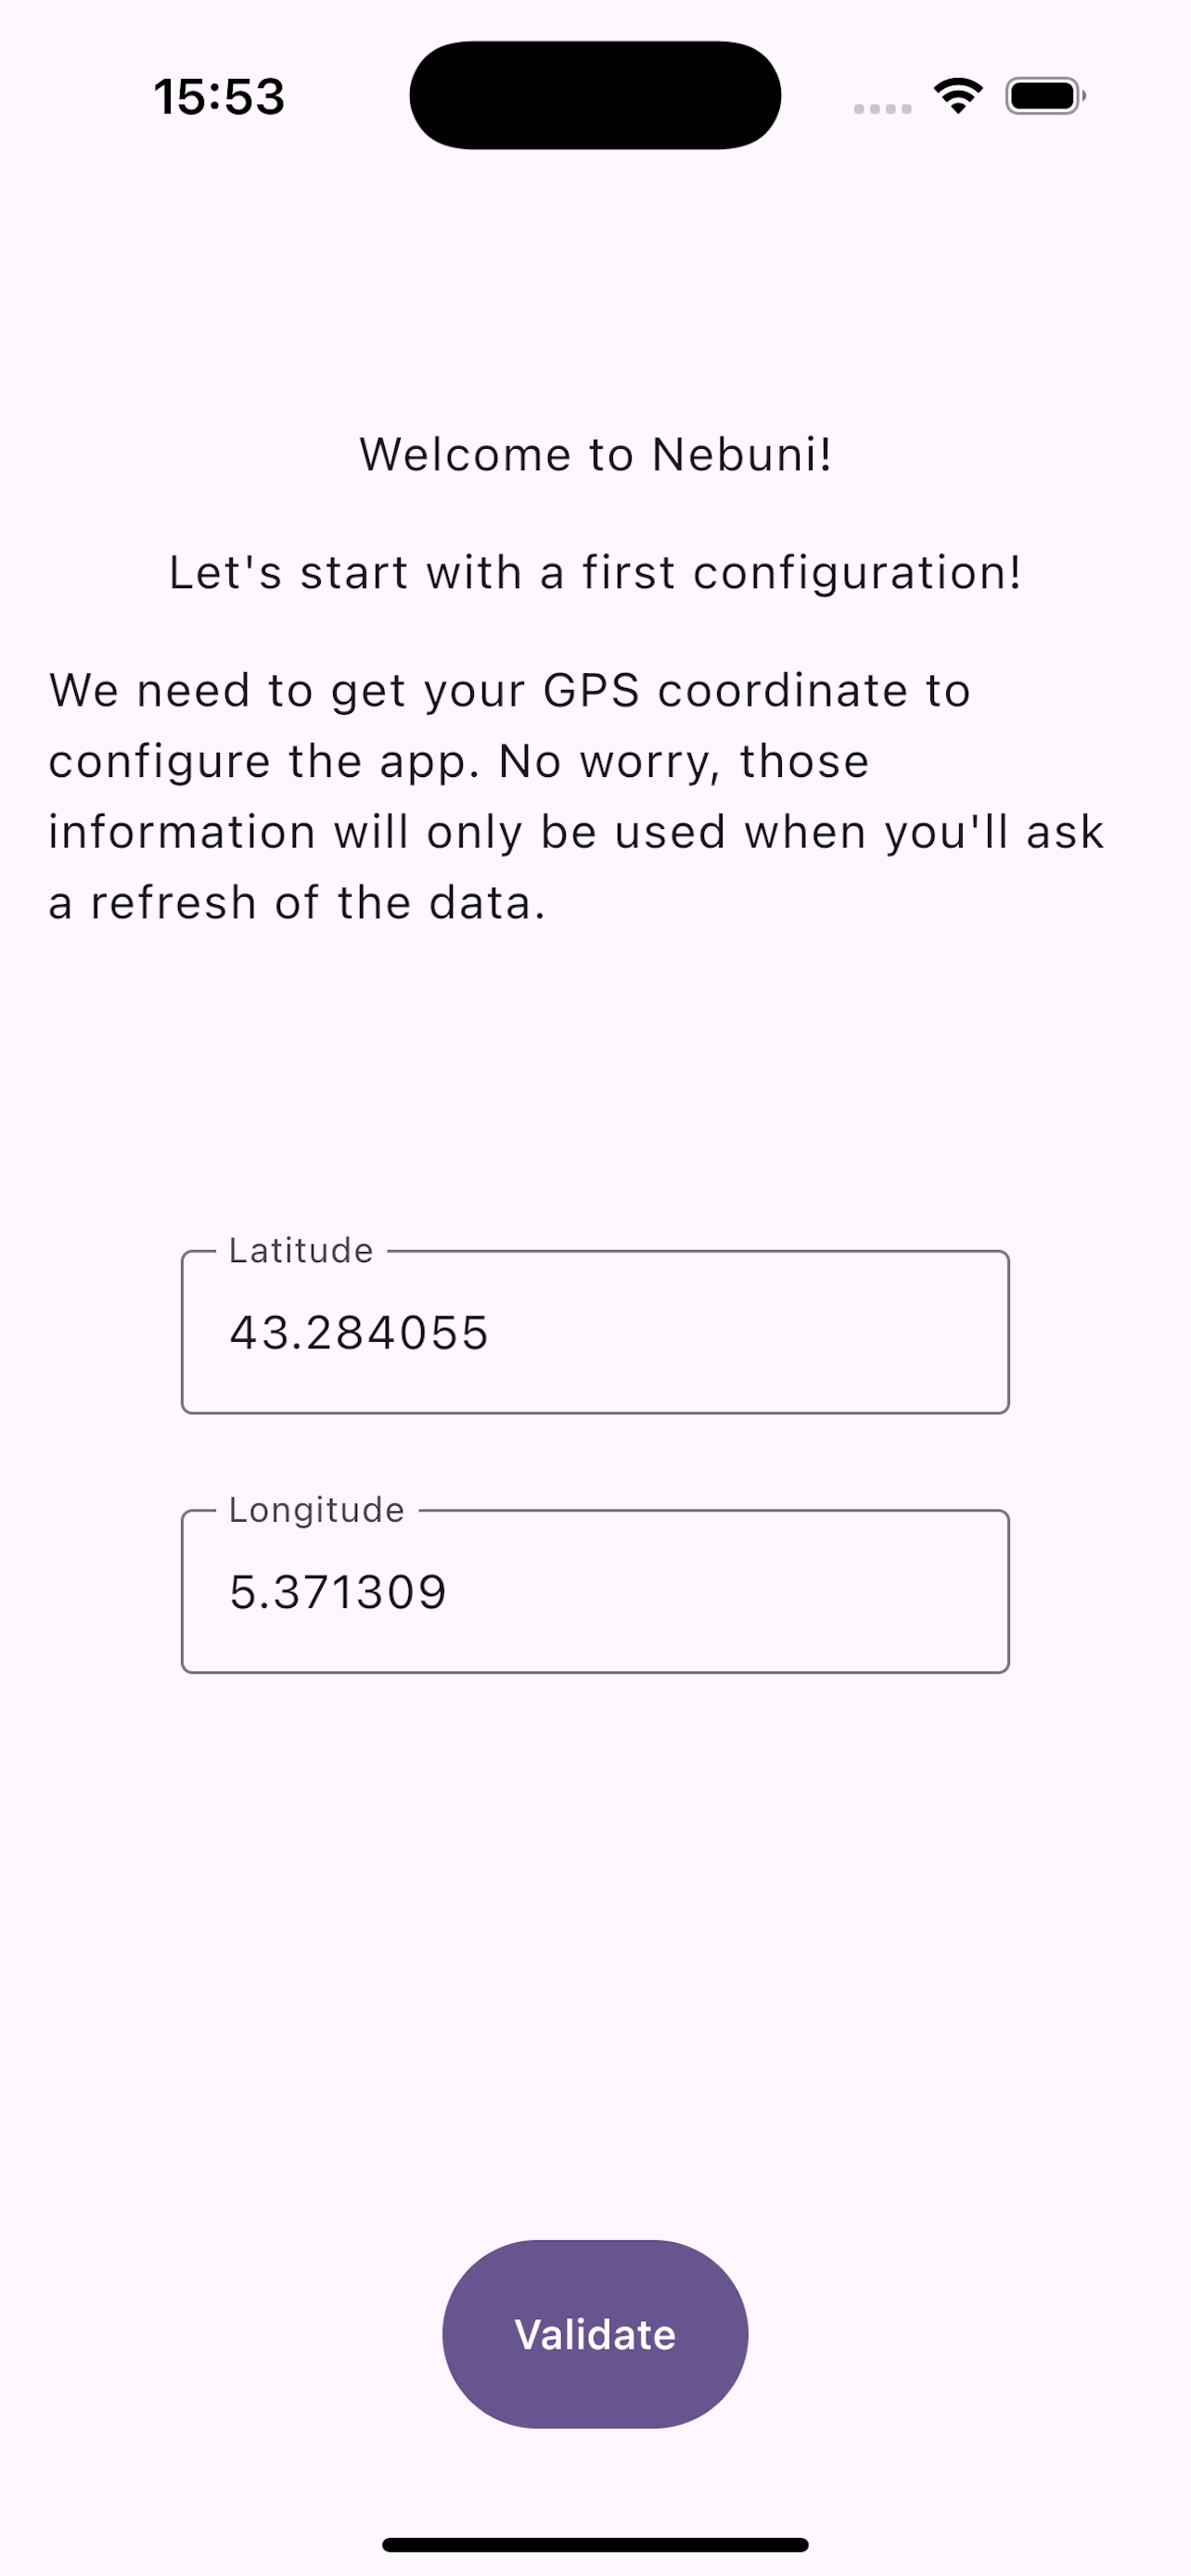 15:53
Welcome to Nebuni!
Let's start with a first configuration!
We need to get your GPS coordinate to
configure the app. No worry, those
information will only be used when you'll ask
a refresh of the data.
Latitude
43.284055
Longitude
5.371309
Validate